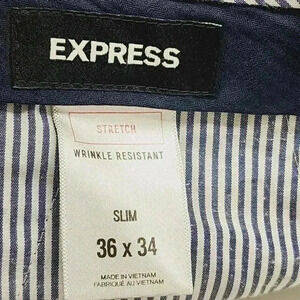 EXPRESS
STRETCH
WRINKLE RESISTANT
SLIM
36 x 34
MADE IN VIETNAM
FABRIQUÉ AU VIETNAM